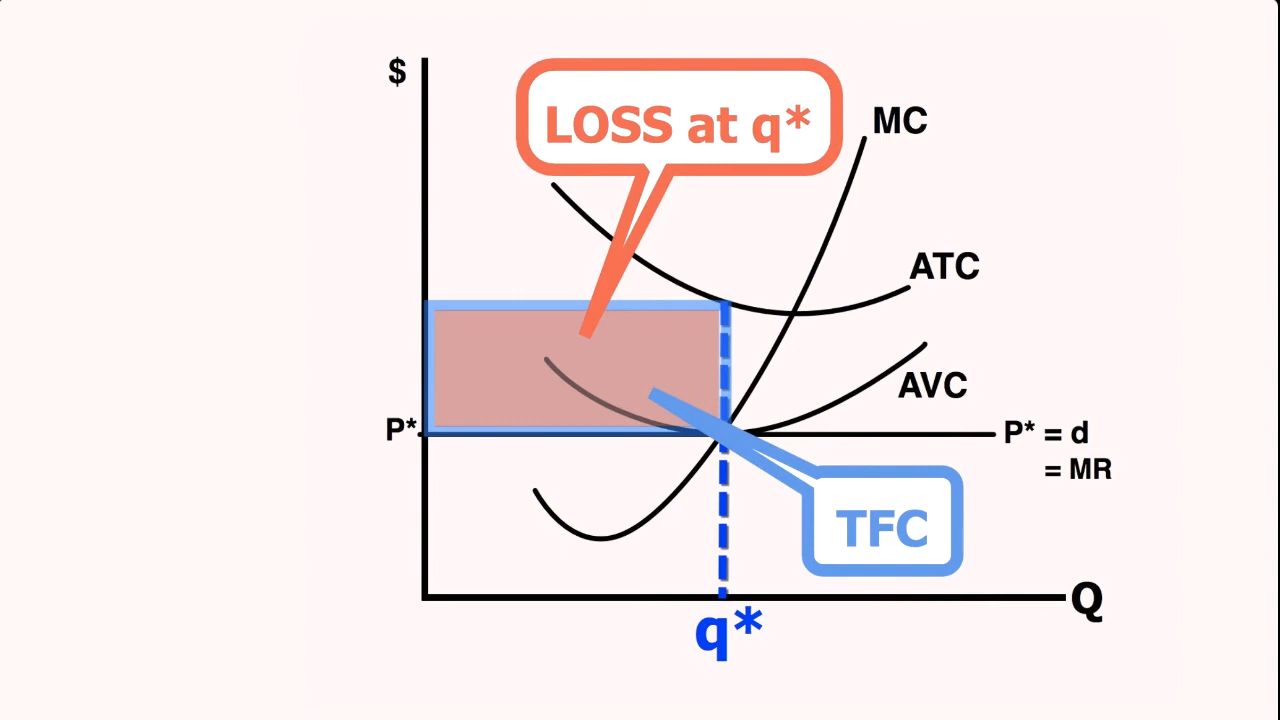 $
LOSS at q*
MC
ATC
AVC
P*
P* = d
= MR
TFC
Q
q*